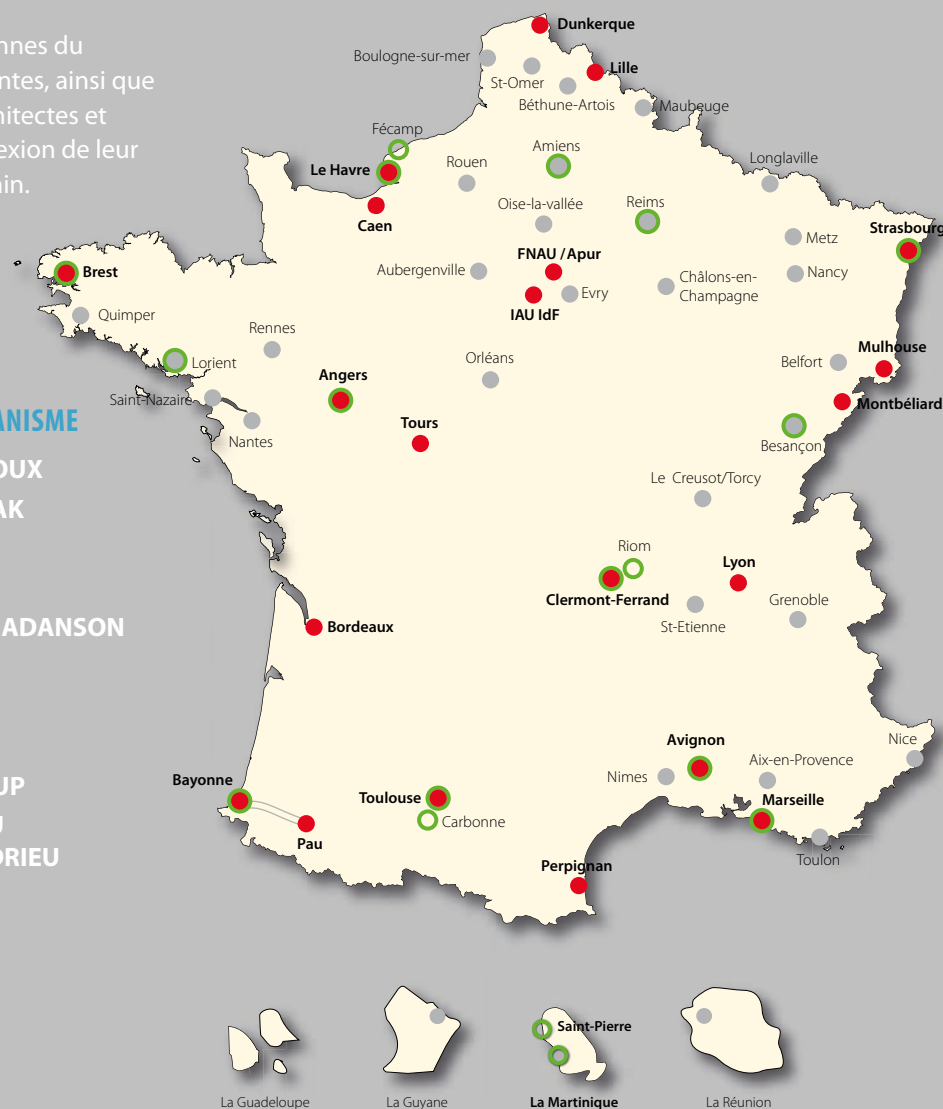 nnes du
ntes, ainsi que
hitectes et
exion de leur
in.
ANISME
OUX
AK
ADANSON
UP
U
DRIEU
Dunkerque
Boulogne-sur-mer
Lille
St-Omer
Béthune-Artois
Maubeuge
Fécamp
Amiens
Le Havre
Rouen
Longlaville
Oise-la-vallée
Reims
Caen
Strasbourg
Metz
FNAU / Apur
Brest
Aubergenville
Châlons-en-
Champagne
Nancy
Evry
IAU IdF
Quimper
Rennes
Mulhouse
Orléans
Belfort
Lorient
Angers
Saint-Nazaire
Montbéliard
Tours
Nantes
Besançon
Le Creusot/Torcy
Riom
Lyon
Clermont-Ferrand
Grenoble
St-Etienne
Bordeaux
Avignon
Nice
Aix-en-Provence
Nimes
Bayonne
Toulouse
Marseille
Carbonne
Pau
Toulon
Perpignan
Saint-Pierre
La Guadeloupe
La Guyane
La Martinique
La Réunion